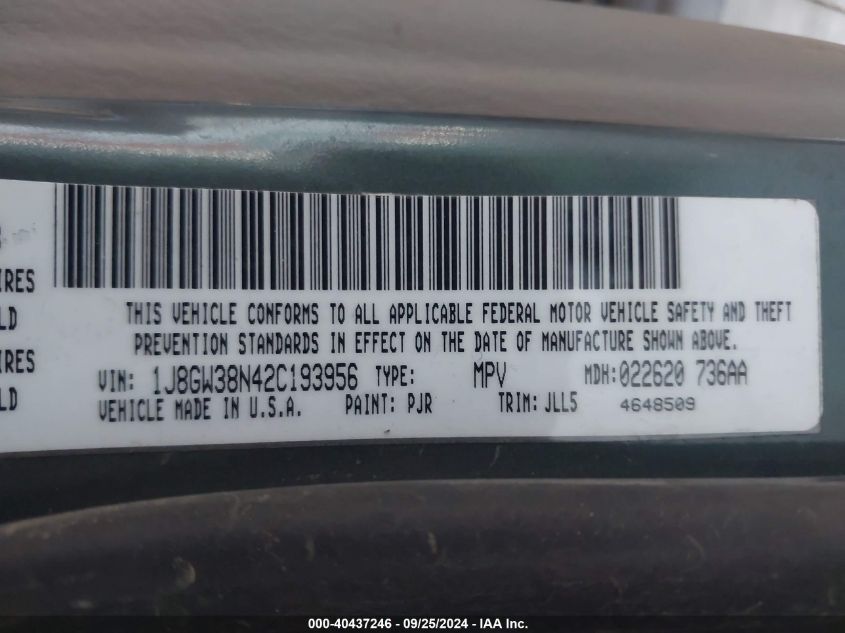 IRES
LD
IRES
LD
THIS VEHICLE CONFORMS TO ALL APPLICABLE FEDERAL MOTOR VEHICLE SAFETY AND THEFT
PREVENTION STANDARDS IN EFFECT ON THE DATE OF MANUFACTURE SHOWN ABOVE.
VIN: 1J8GW38N42C193956 TYPE: MPV MDH:022620 736AA
VEHICLE MADE IN U.S.A. PAINT: PJR TRIM: JLL5 4648509
000-40437246 - 09/25/2024 - IAA Inc.